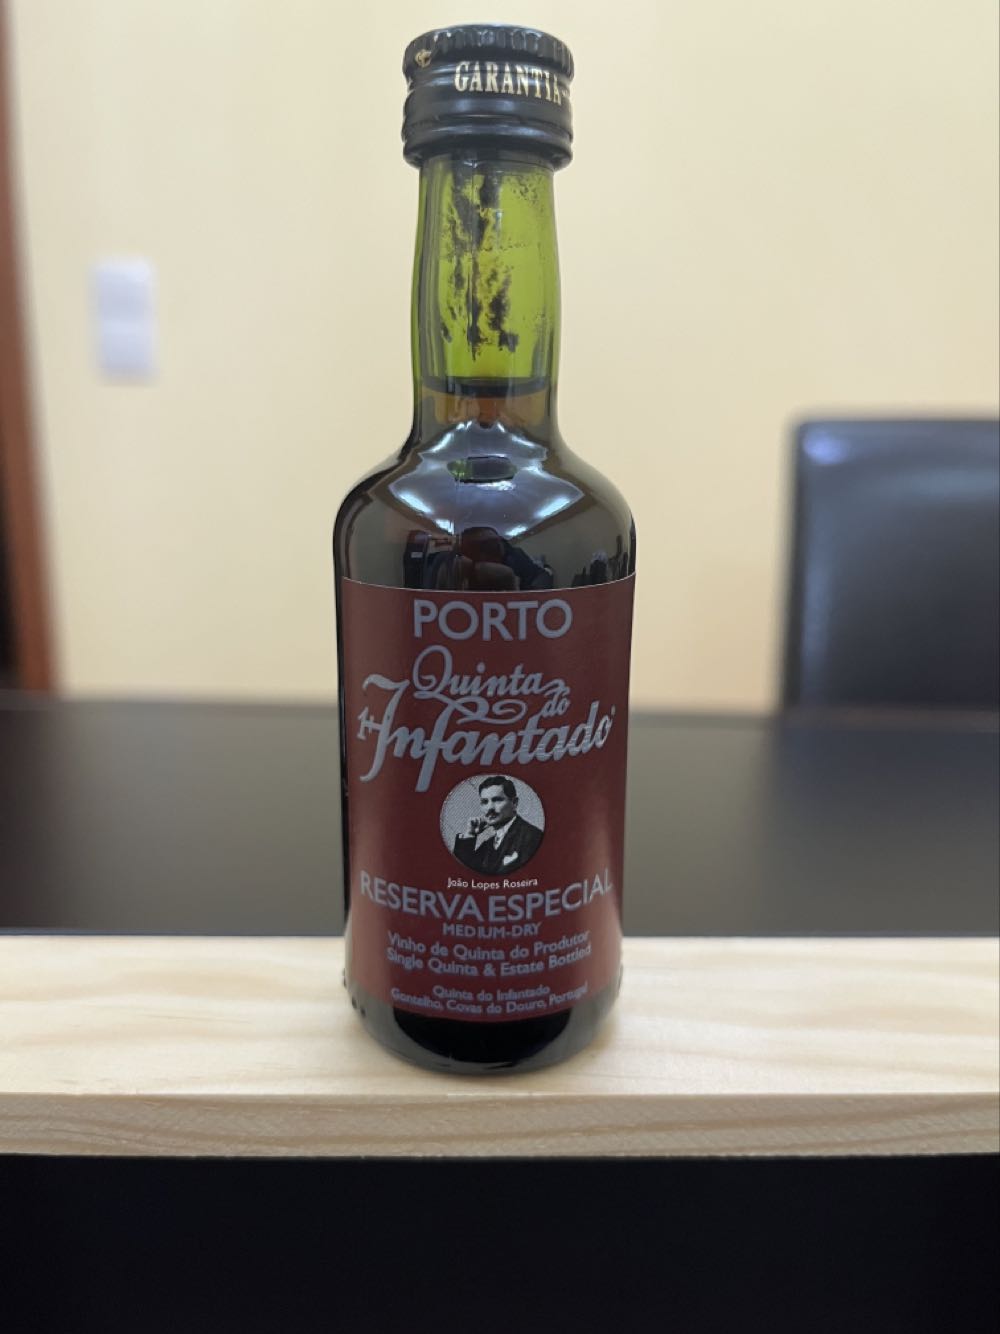 GARANTIA
PORTO
Quinta
do
Infantado
João Lopes Roseira
RESERVA ESPECIAL
MEDIUM-DRY
Vinho de Quinta do Produtor
Single Quinta & Estate Bottled
Quinta do Infantado
Gontelho, Covas do Douro, Portugal